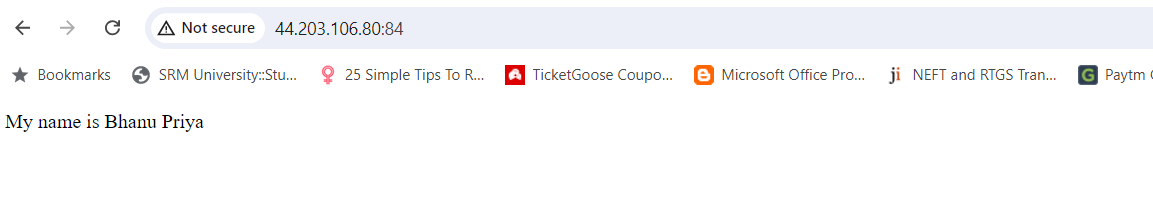 Not secure 44.203.106.80:84
Bookmarks SRM University::Stu... 25 Simple Tips To R... TicketGoose Coupo... Microsoft Office Pro... ji NEFT and RTGS Tran... G Paytm
My name is Bhanu Priya